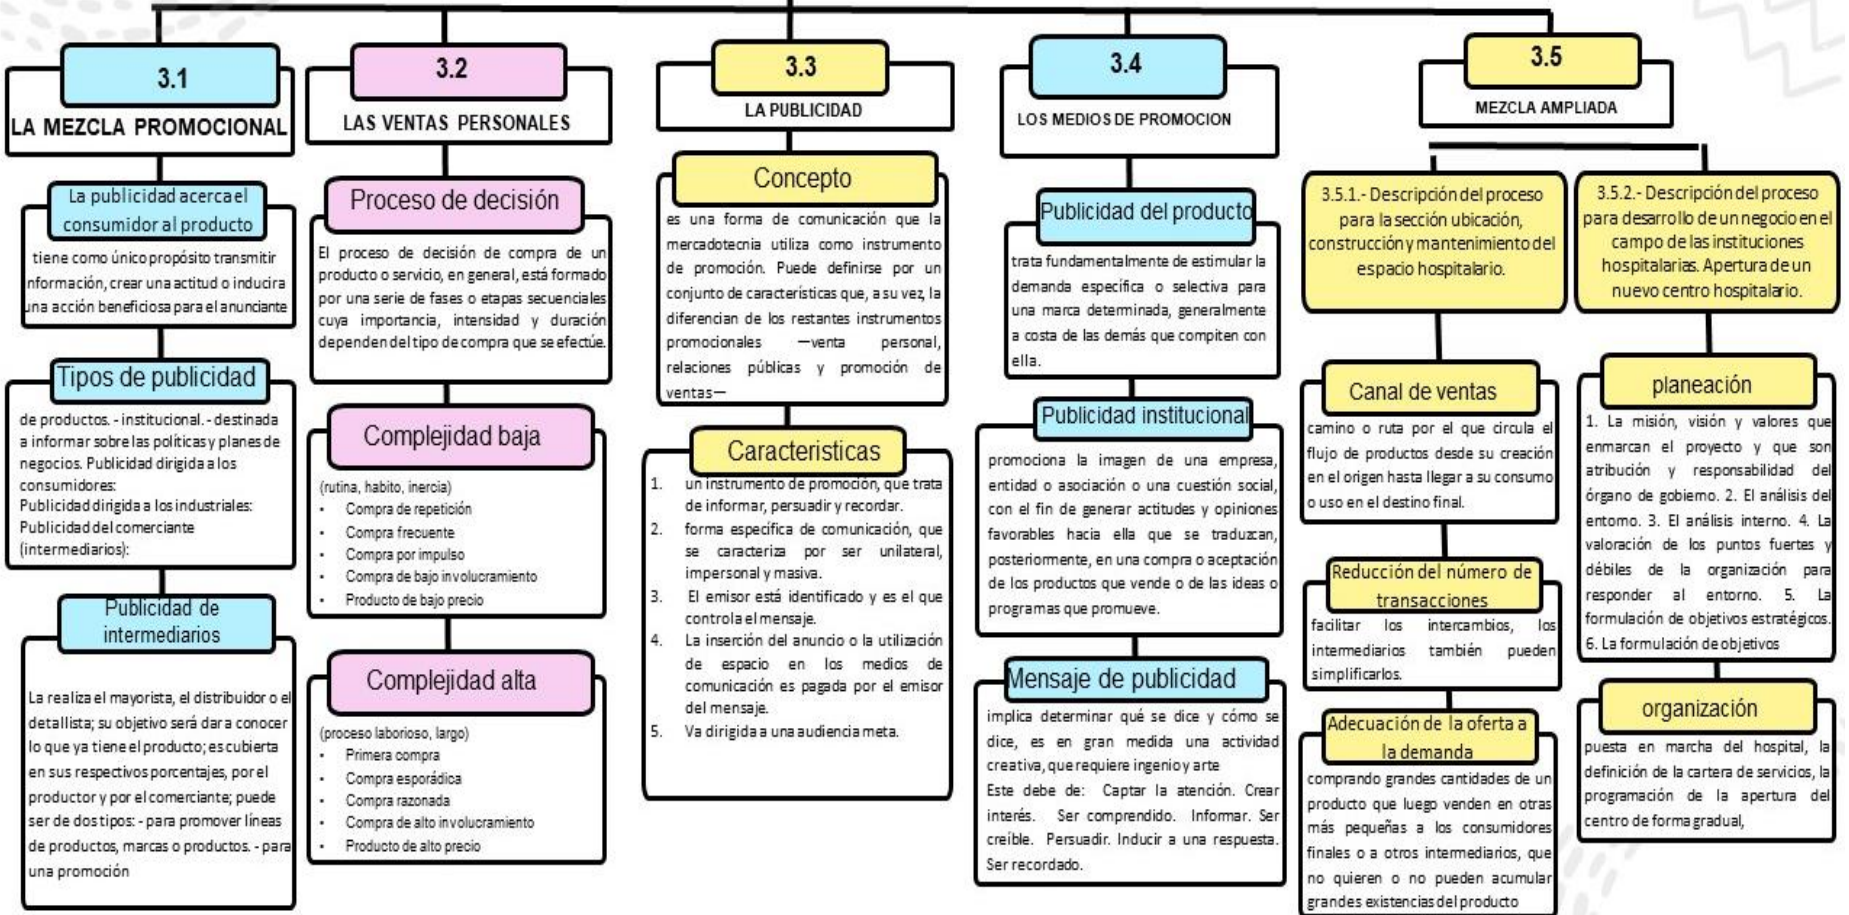 3.1
LA MEZCLA PROMOCIONAL
La publicidad acerca el
consumidor al producto
tiene como único propósito transmitir
nformación, crear una actitud o inducira
una acción beneficiosa para el anunciante
Tipos de publicidad
de productos. - institucional. - destinada
a informar sobre las políticas y planes de
negocios. Publicidad dirigida a los
consumidores:
Publicidad dirigida a los industriales:
Publicidad del comerciante
(intermediarios):
Publicidad de
intermediarios
La realiza el mayorista, el distribuidor o el
detallista; su objetivo será dar a conocer
lo que ya tiene el producto; es cubierta
en sus respectivos porcentajes, por el
productor y por el comerciante; puede
ser de dos tipos: - para promover líneas
de productos, marcas o productos. - para
una promoción
3.2
LAS VENTAS PERSONALES
Proceso de decisión
El proceso de decisión de compra de un
producto o servicio, en general, está formado
por una serie de fases o etapas secuenciales
cuya importancia, intensidad y duración
dependen del tipo de compra que se efectúe.
Complejidad baja
(rutina, habito, inercia)
• Compra de repetición
• Compra frecuente
• Compra por impulso
• Compra de bajo involucramiento
• Producto de bajo precio
Complejidad alta
(proceso laborioso, largo)
• Primera compra
• Compra esporádica
• Compra razonada
• Compra de alto involucramiento
• Producto de alto precio
3.3
LA PUBLICIDAD
Concepto
es una forma de comunicación que la
mercadotecnia utiliza como instrumento
de promoción. Puede definirse por un
conjunto de características que, a su vez, la
diferencian de los restantes instrumentos
promocionales —venta personal,
relaciones públicas y promoción de
ventas—
Caracteristicas
1. un instrumento de promoción, que trata
de informar, persuadir y recordar.
2. forma específica de comunicación, que
se caracteriza por ser unilateral,
impersonal y masiva.
3. El emisor está identificado y es el que
controla el mensaje.
4. La inserción del anuncio o la utilización
de espacio en los medios de
comunicación es pagada por el emisor
del mensaje.
5. Va dirigida a una audiencia meta.
3.4
LOS MEDIOS DE PROMOCION
Publicidad del producto
trata fundamentalmente de estimular la
demanda específica o selectiva para
una marca determinada, generalmente
a costa de las demás que compiten con
ella.
Publicidad institucional
promociona la imagen de una empresa,
entidad o asociación o una cuestión social,
con el fin de generar actitudes y opiniones
favorables hacia ella que se traduzcan,
posteriormente, en una compra o aceptación
de los productos que vende o de las ideas o
programas que promueve.
Mensaje de publicidad
implica determinar qué se dice y cómo se
dice, es en gran medida una actividad
creativa, que requiere ingenio y arte
Este debe de: Captar la atención. Crear
interés. Ser comprendido. Informar. Ser
creíble. Persuadir. Inducir a una respuesta.
Ser recordado.
3.5
MEZCLA AMPLIADA
3.5.1.- Descripción del proceso
para la sección ubicación,
construcción y mantenimiento del
espacio hospitalario.
Canal de ventas
camino o ruta por el que circula el
flujo de productos desde su creación
en el origen hasta llegar a su consumo
o uso en el destino final.
Reducción del número de
transacciones
facilitar los intercambios, los
intermediarios también pueden
simplificarlos.
Adecuación de la oferta a
la demanda
comprando grandes cantidades de un
producto que luego venden en otras
más pequeñas a los consumidores
finales o a otros intermediarios, que
no quieren o no pueden acumular
grandes existencias del producto
3.5.2.- Descripción del proceso
para desarrollo de un negocio en el
campo de las instituciones
hospitalarias. Apertura de un
nuevo centro hospitalario.
planeación
1. La misión, visión y valores que
enmarcan el proyecto y que son
atribución y responsabilidad del
órgano de gobierno. 2. El análisis del
entorno. 3. El análisis interno. 4. La
valoración de los puntos fuertes y
débiles de la organización para
responder al entorno. 5. La
formulación de objetivos estratégicos.
6. La formulación de objetivos
organización
puesta en marcha del hospital, la
definición de la cartera de servicios, la
programación de la apertura del
centro de forma gradual,